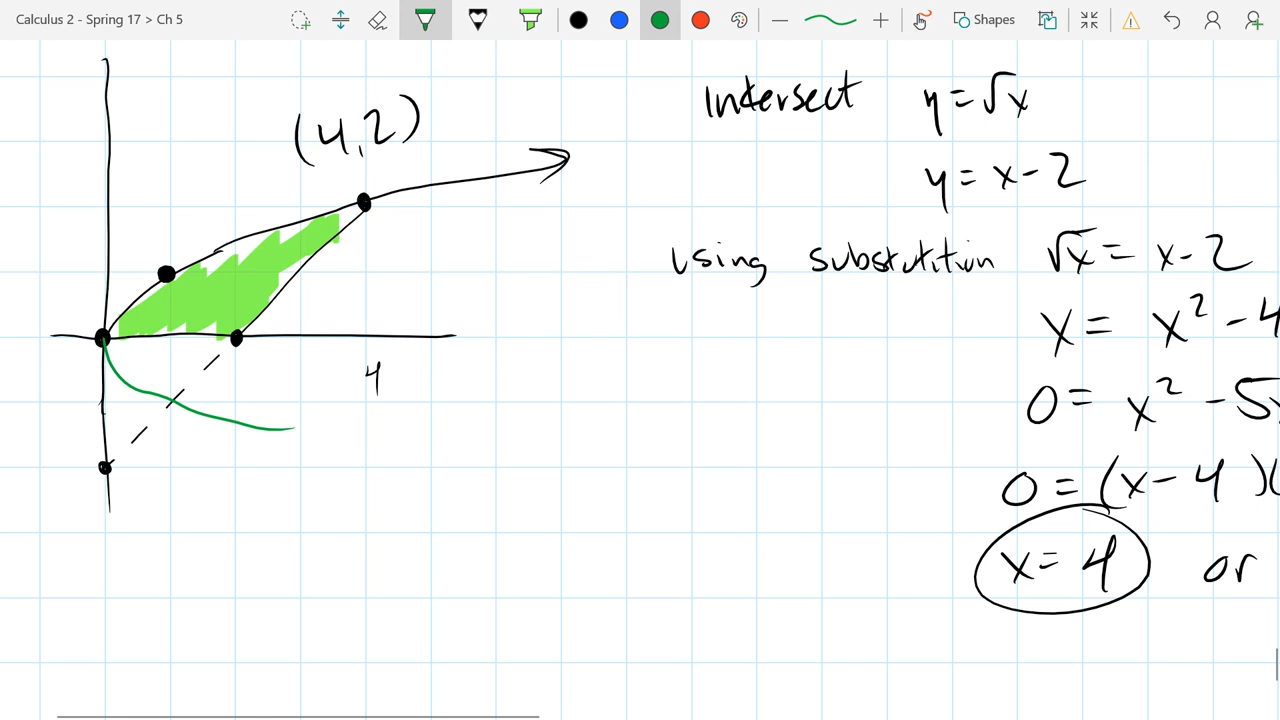 Calculus 2 - Spring 17 > Ch 5
Shapes
(4,2)
4
Intersect y = √x
y = x - 2
using substitution √x = x - 2
x = x² - 4
0 = x² - 5x
0 = (x - 4)(
x = 4 or